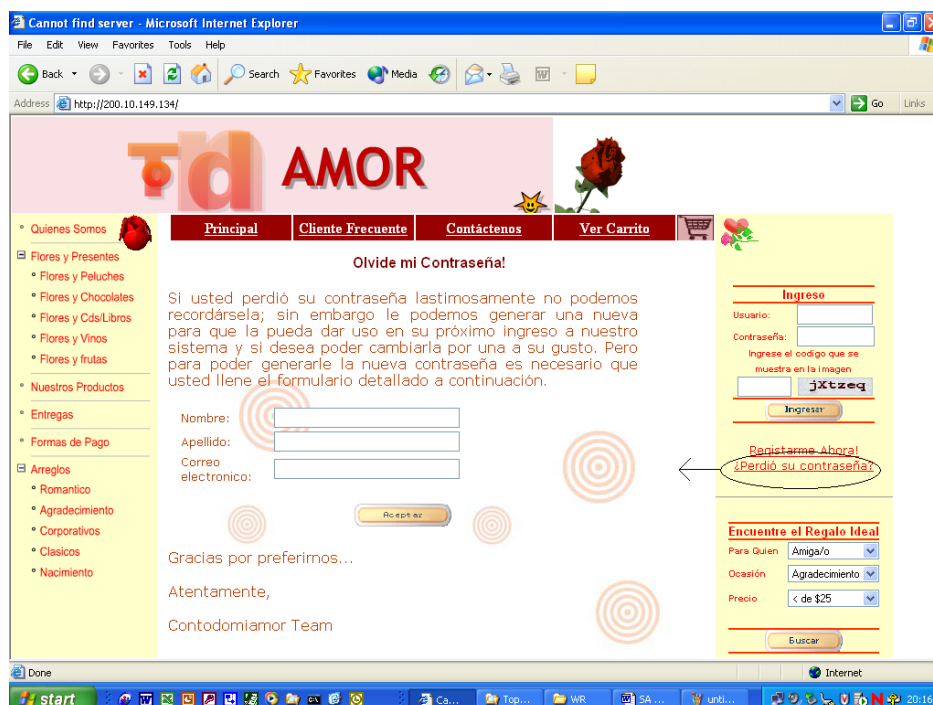 Cannot find server - Microsoft Internet Explorer
File Edit View Favorites Tools Help
Back Search Favorites Media
Address http://200.10.149.134/ Go Links
Td AMOR
Principal Cliente Frecuente Contáctenos Ver Carrito
Quienes Somos
Flores y Presentes
Flores y Peluches
Flores y Chocolates
Flores y Cds/Libros
Flores y Vinos
Flores y frutas
Nuestros Productos
Entregas
Formas de Pago
Arreglos
Romantico
Agradecimiento
Corporativos
Clasicos
Nacimiento
Olvide mi Contraseña!
Si usted perdió su contraseña lastimosamente no podemos
recordársela; sin embargo le podemos generar una nueva
para que la pueda dar uso en su próximo ingreso a nuestro
sistema y si desea poder cambiarla por una a su gusto. Pero
para poder generarle la nueva contraseña es necesario que
usted llene el formulario detallado a continuación.
Nombre:
Apellido:
Correo
electronico:
Aceptar
Gracias por preferirnos...
Atentamente,
Contodomiamor Team
Ingreso
Usuario:
Contraseña:
Ingrese el codigo que se
muestra en la imagen
jXtzeq
Ingresar
Registarme Ahora!
¿Perdió su contraseña?
Encuentre el Regalo Ideal
Para Quien Amiga/o
Ocasión Agradecimiento
Precio < de $25
Buscar
Done Internet
start Ca... Top... WR SA ... unti... 20:16